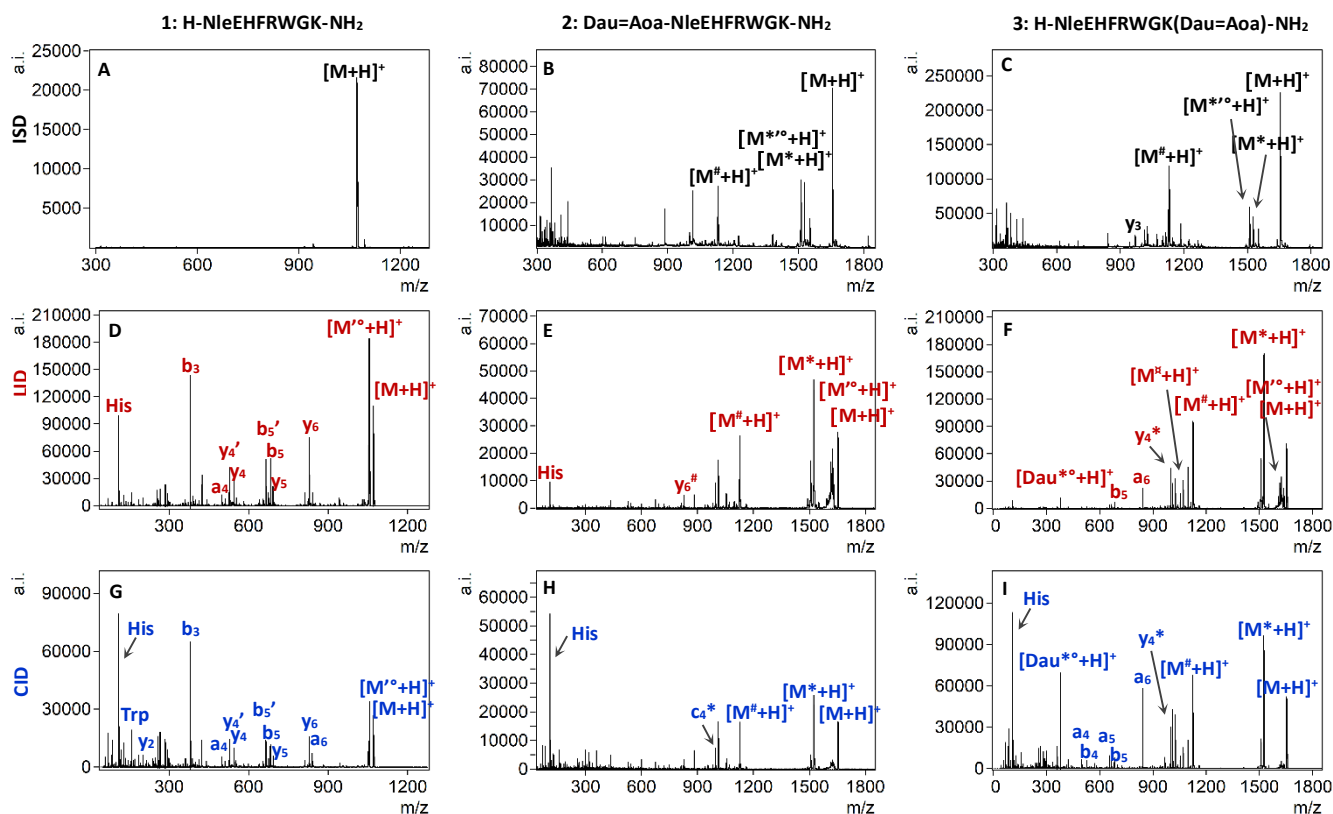 1: H-NleEHFRWGK-NH₂
2: Dau=Aoa-NleEHFRWGK-NH₂
3: H-NleEHFRWGK(Dau=Aoa)-NH₂
ISD
a.i.
25000
20000
15000
10000
5000
A
[M+H]⁺
300
600
900
1200
m/z
a.i.
80000
70000
60000
50000
40000
30000
20000
10000
B
[M+H]⁺
[M*'°+H]⁺
[M*+H]⁺
[M#+H]⁺
300
600
900
1200
1500
1800
m/z
a.i.
250000
200000
150000
100000
50000
C
[M+H]⁺
[M*'°+H]⁺
[M*+H]⁺
[M#+H]⁺
y₃
300
600
900
1200
1500
1800
m/z
LID
a.i.
210000
180000
150000
120000
90000
60000
30000
0
D
[M'°+H]⁺
[M+H]⁺
b₃
His
y₆
b₅'
b₅
y₄'
y₄
y₅
a₄
300
600
900
1200
m/z
a.i.
70000
60000
50000
40000
30000
20000
10000
0
E
[M*+H]⁺
[M'°+H]⁺
[M+H]⁺
[M#+H]⁺
His
y₆#
300
600
900
1200
1500
1800
m/z
a.i.
210000
180000
150000
120000
90000
60000
30000
0
F
[M*+H]⁺
[M¤+H]⁺
[M'°+H]⁺
[M#+H]⁺
[M+H]⁺
y₄*
[Dau*°+H]⁺
a₆
b₅
0
300
600
900
1200
1500
1800
m/z
CID
a.i.
90000
60000
30000
0
G
His
b₃
[M'°+H]⁺
[M+H]⁺
Trp
b₅'
y₄'
y₆
y₂
a₄
y₄
b₅
y₅
a₆
300
600
900
1200
m/z
a.i.
60000
50000
40000
30000
20000
10000
0
H
His
[M*+H]⁺
c₄*
[M#+H]⁺
[M+H]⁺
300
600
900
1200
1500
1800
m/z
a.i.
120000
90000
60000
30000
0
I
His
[M*+H]⁺
y₄*
[Dau*°+H]⁺
a₆
[M#+H]⁺
[M+H]⁺
a₄
a₅
b₄
b₅
0
300
600
900
1200
1500
1800
m/z